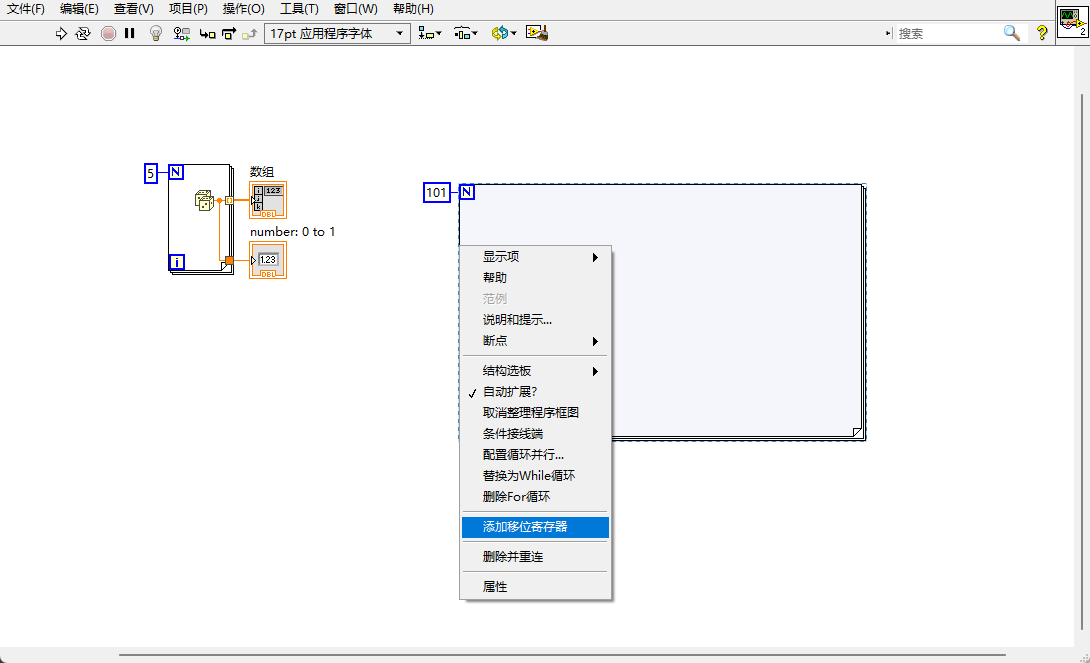 文件(F) 编辑(E) 查看(V) 项目(P) 操作(O) 工具(T) 窗口(W) 帮助(H)
17pt 应用程序字体
搜索
?
2
5
N
i
数组
123
DBL
number: 0 to 1
1.23
DBL
101
N
显示项
帮助
范例
说明和提示...
断点
结构选板
自动扩展?
取消整理程序框图
条件接线端
配置循环并行...
替换为While循环
删除For循环
添加移位寄存器
删除并重连
属性